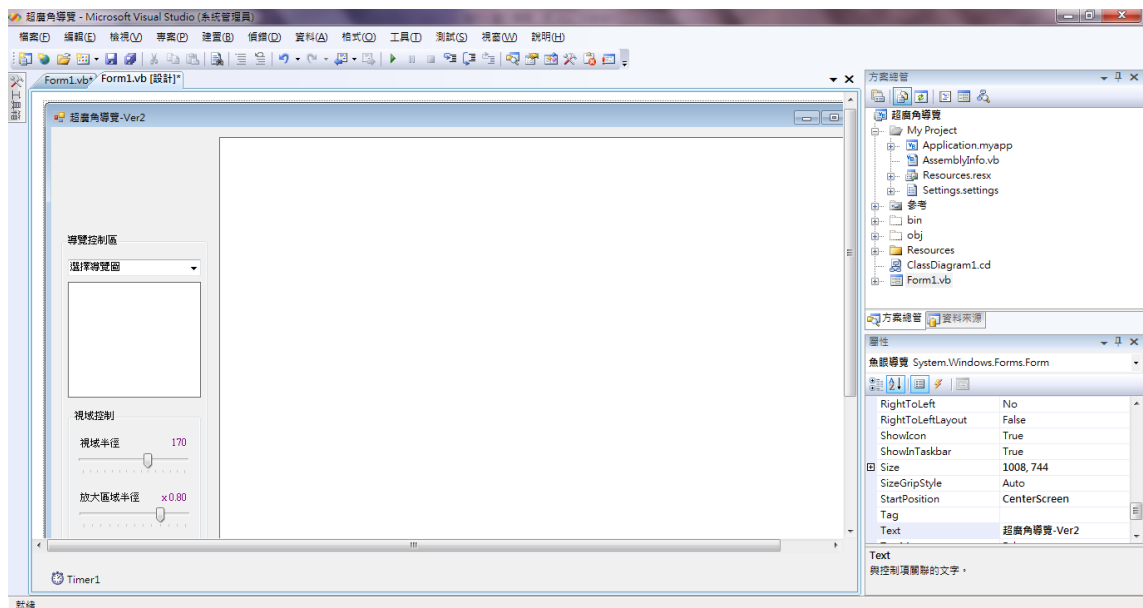 超廣角導覽 - Microsoft Visual Studio (系統管理員)
檔案(F) 編輯(E) 檢視(V) 專案(P) 建置(B) 偵錯(D) 資料(A) 格式(O) 工具(T) 測試(S) 視窗(W) 說明(H)
工具箱
Form1.vb* Form1.vb [設計]*
超廣角導覽-Ver2
導覽控制區
選擇導覽圖
視域控制
視域半徑 170
放大區域半徑 x 0.80
Timer1
方案總管
超廣角導覽
My Project
Application.myapp
AssemblyInfo.vb
Resources.resx
Settings.settings
參考
bin
obj
Resources
ClassDiagram1.cd
Form1.vb
方案總管 資料來源
屬性
魚眼導覽 System.Windows.Forms.Form
RightToLeft No
RightToLeftLayout False
ShowIcon True
ShowInTaskbar True
Size 1008, 744
SizeGripStyle Auto
StartPosition CenterScreen
Tag
Text 超廣角導覽-Ver2
Text
與控制項關聯的文字。
就緒